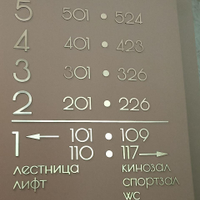 5 501 • 524
4 401 • 423
3 301 • 326
2 201 • 226
1 ← 101 • 109
110 • 117 →
лестница кинозал
лифт спортзал
wc